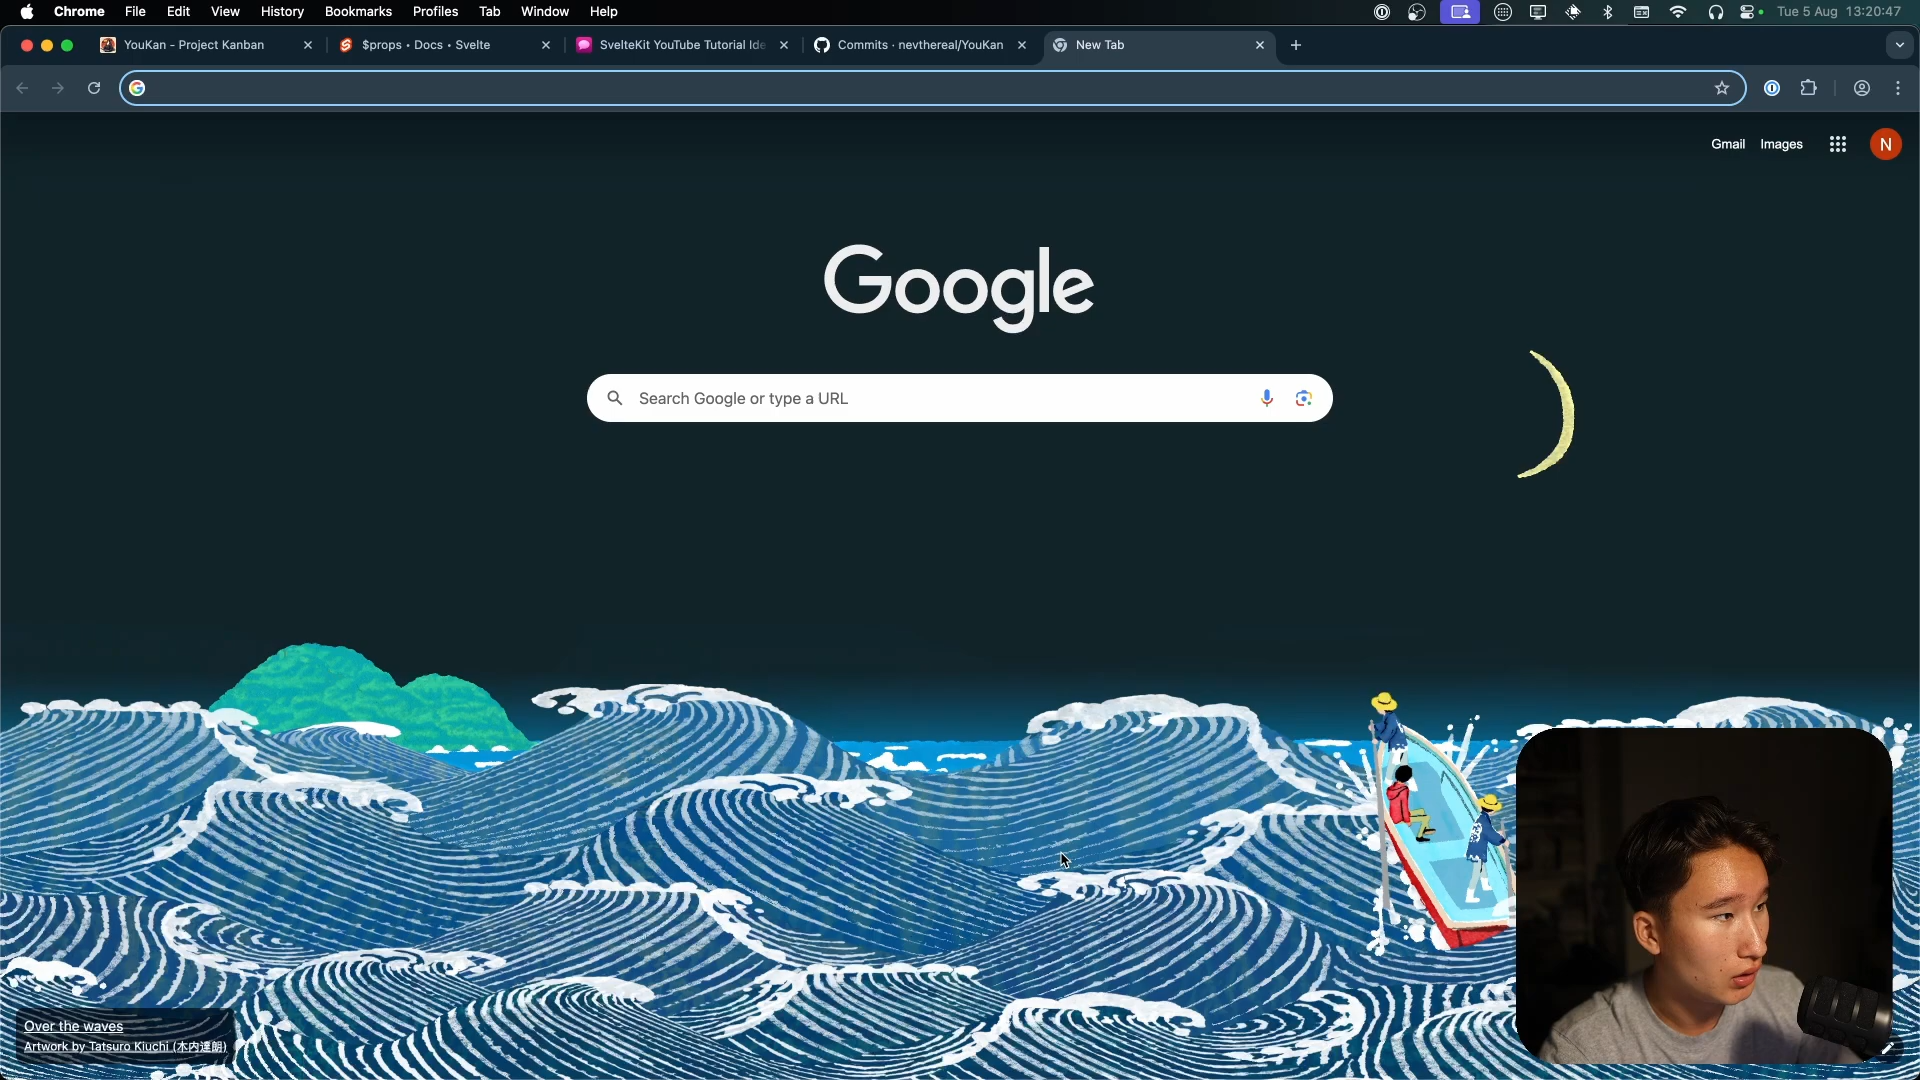 Chrome File Edit View History Bookmarks Profiles Tab Window Help Tue 5 Aug 13:20:47
YouKan - Project Kanban $props • Docs • Svelte SvelteKit YouTube Tutorial Ide Commits · nevthereal/YouKan New Tab
Gmail Images N
Google
Search Google or type a URL
Over the waves
Artwork by Tatsuro Kiuchi (木内達朗)